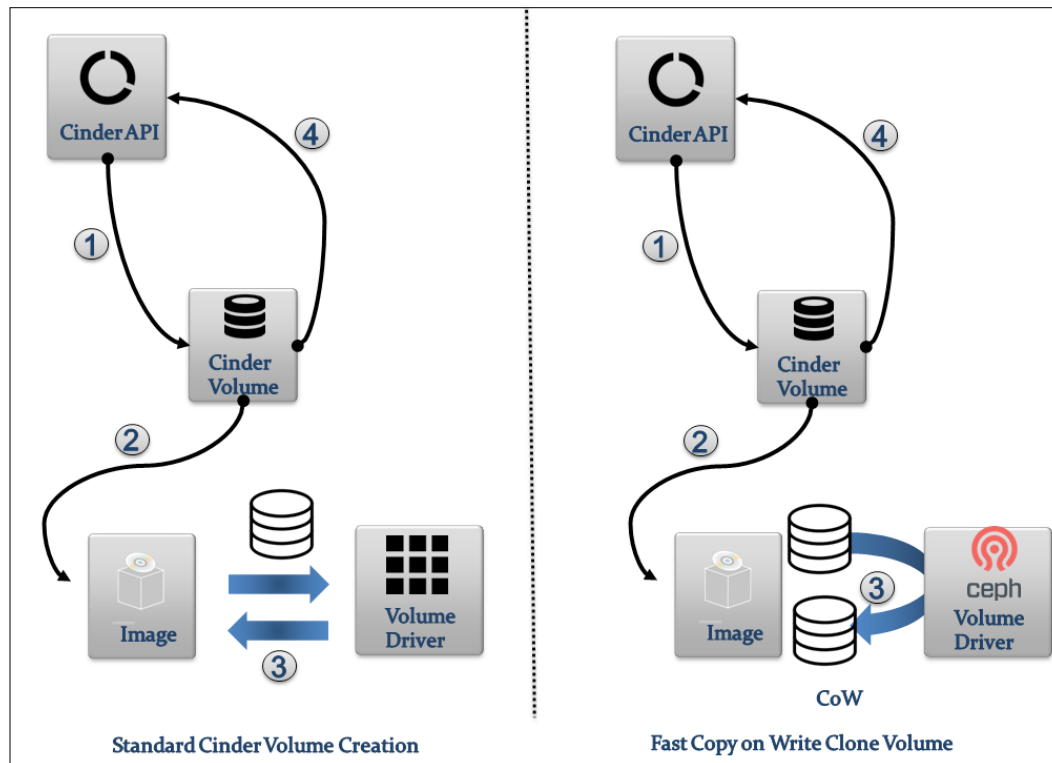 Cinder API
4
1
Cinder
Volume
2
Image
Volume
Driver
3
Standard Cinder Volume Creation
Cinder API
4
1
Cinder
Volume
2
Image
3
ceph
Volume
Driver
CoW
Fast Copy on Write Clone Volume